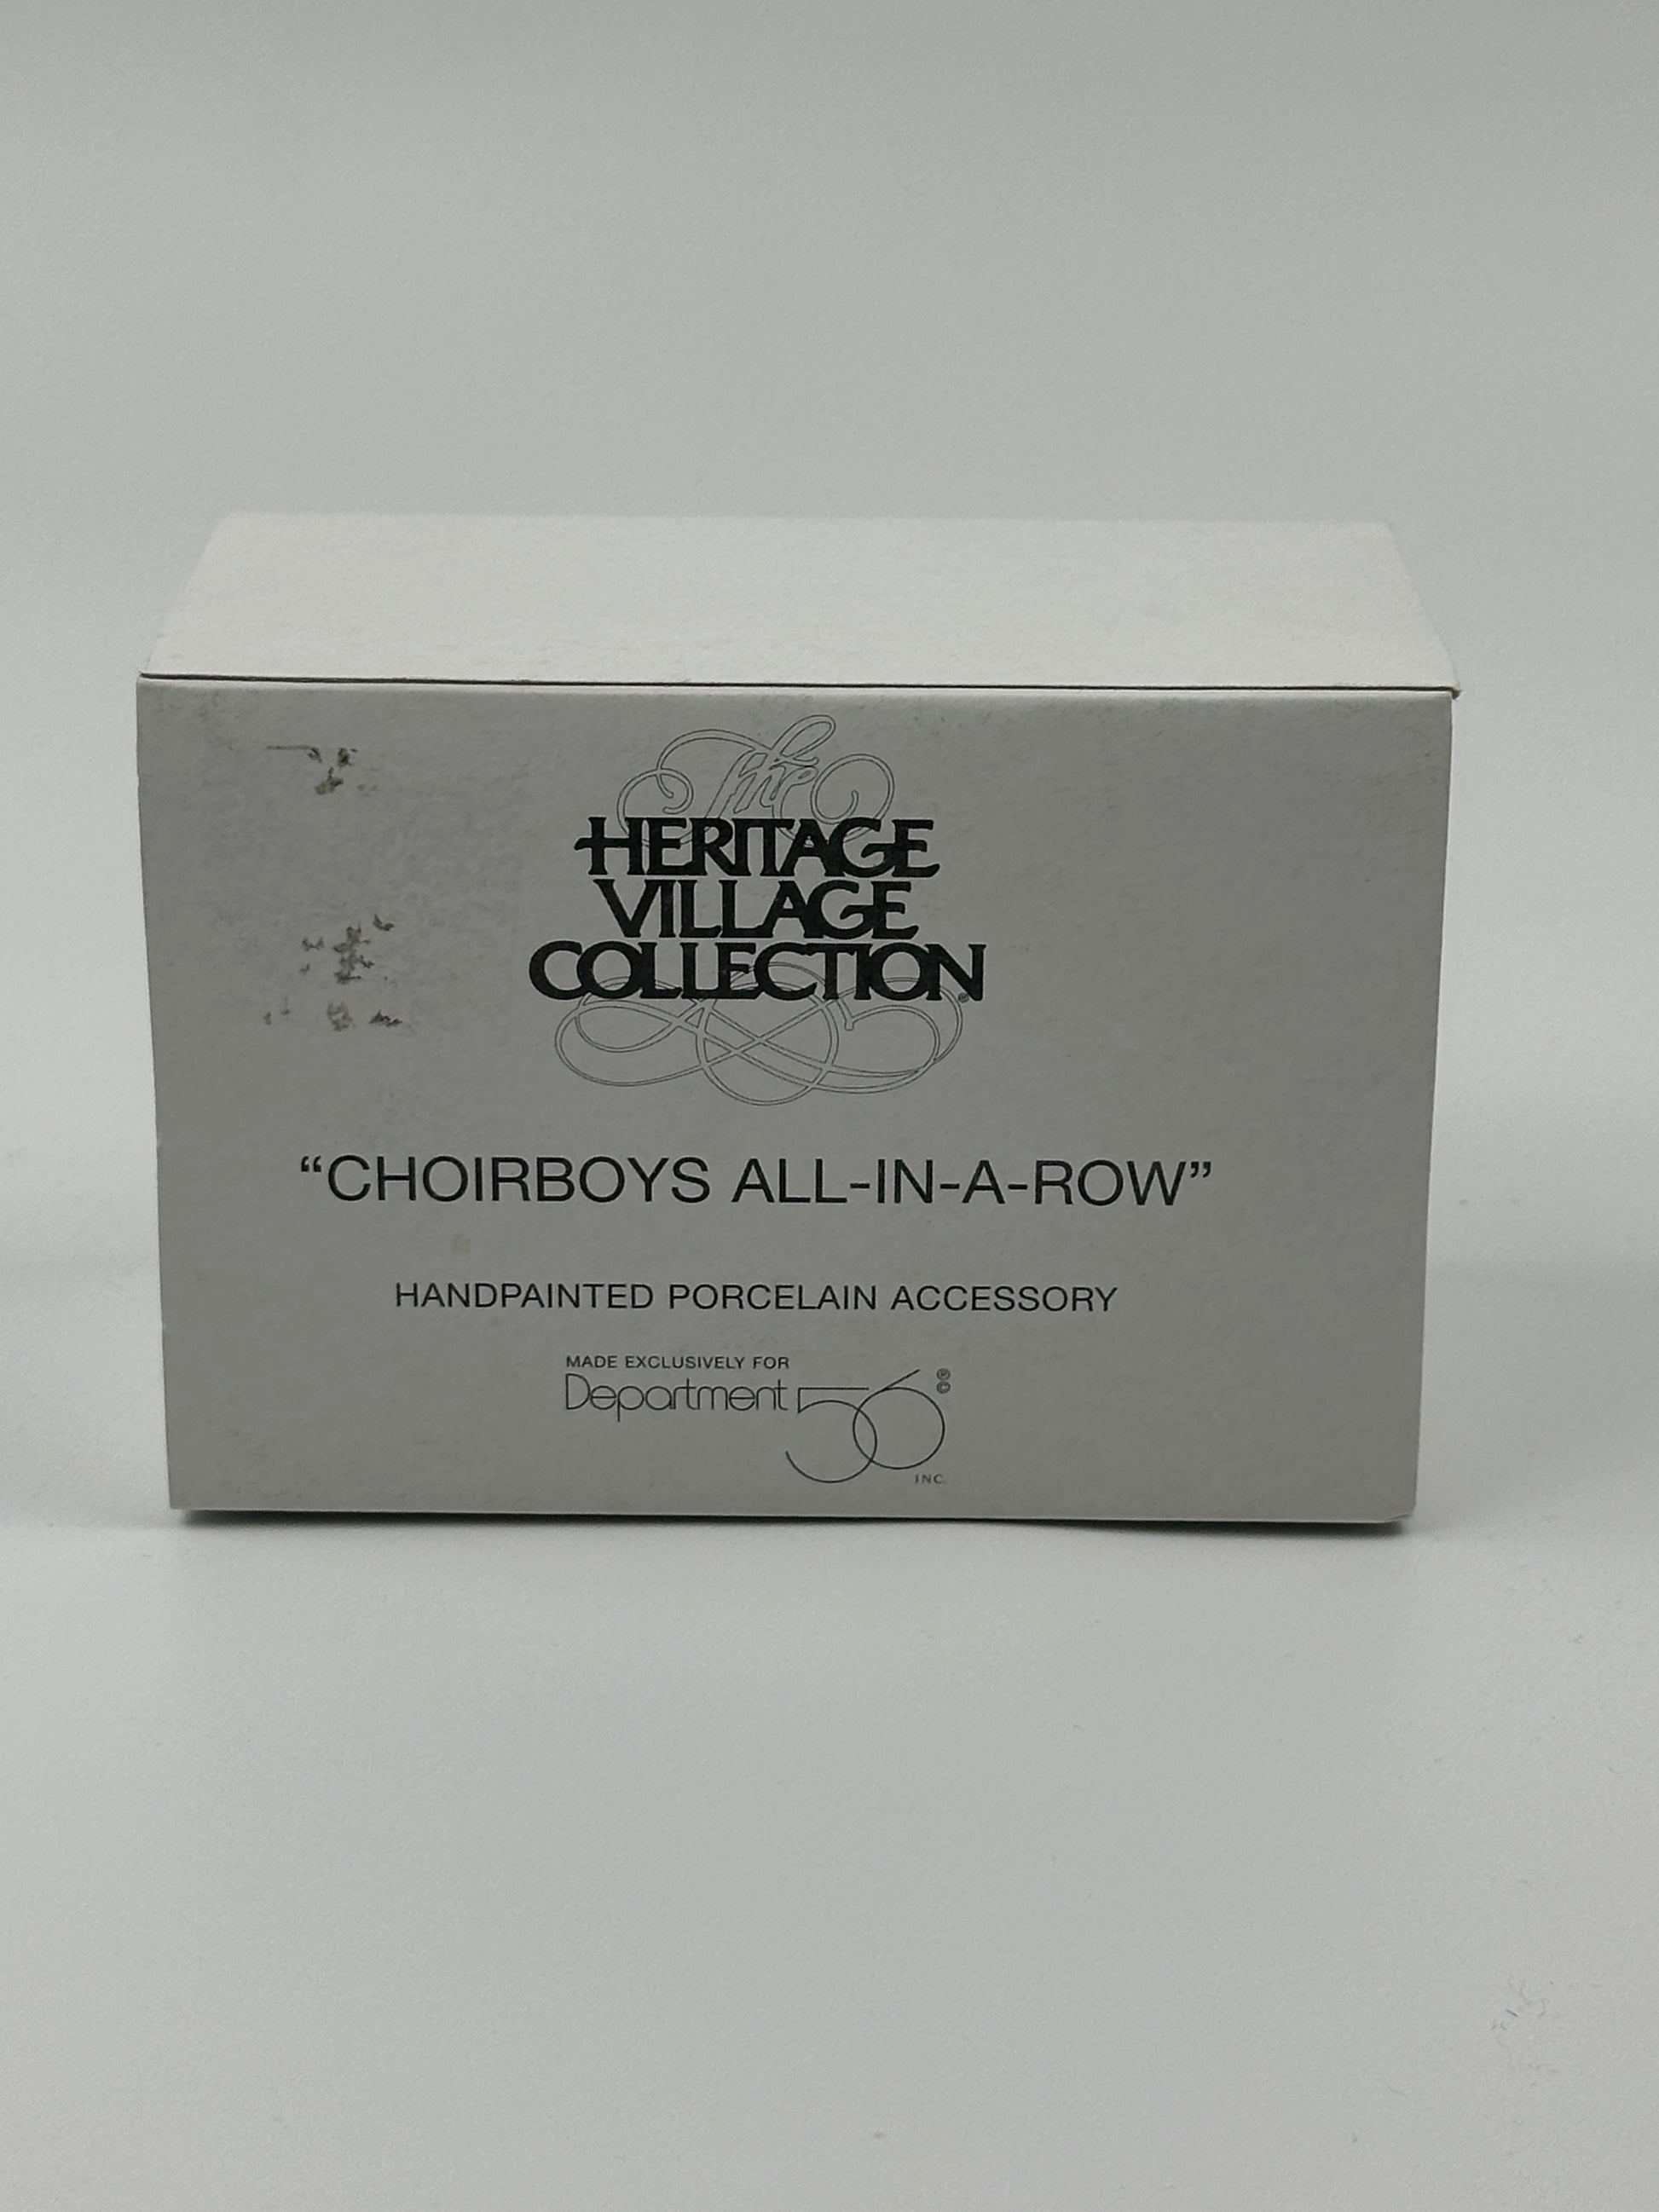 The
HERITAGE
VILLAGE
COLLECTION®
“CHOIRBOYS ALL-IN-A-ROW”
HANDPAINTED PORCELAIN ACCESSORY
MADE EXCLUSIVELY FOR
Department 56 ®©
INC.